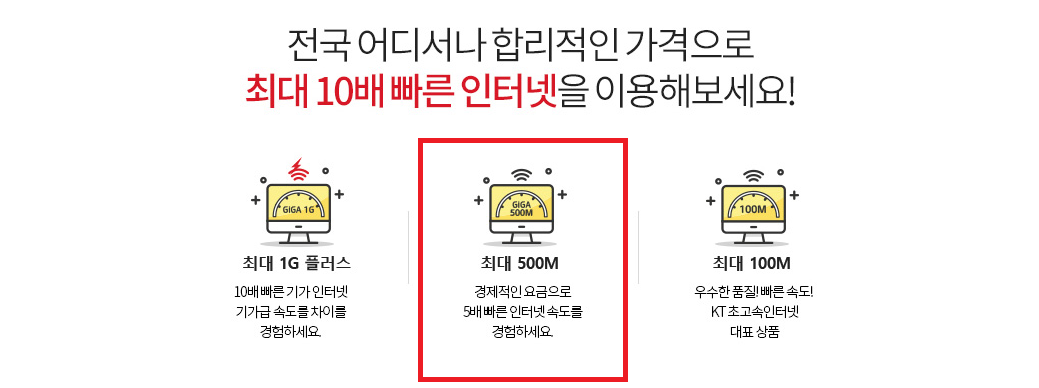 전국 어디서나 합리적인 가격으로
최대 10배 빠른 인터넷을 이용해보세요!
GIGA 1G
최대 1G 플러스
10배 빠른 기가 인터넷
기가급 속도를 차이를
경험하세요.
GIGA
500M
최대 500M
경제적인 요금으로
5배 빠른 인터넷 속도를
경험하세요.
100M
최대 100M
우수한 품질! 빠른 속도!
KT 초고속인터넷
대표 상품